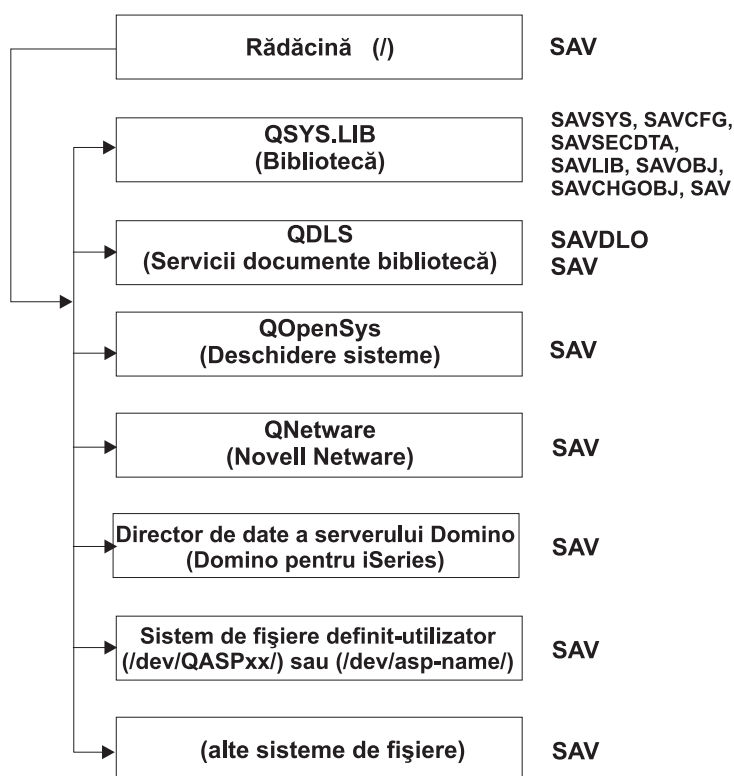 Rădăcină (/)
SAV
QSYS.LIB
(Bibliotecă)
SAVSYS, SAVCFG,
SAVSECDTA,
SAVLIB, SAVOBJ,
SAVCHGOBJ, SAV
QDLS
(Servicii documente bibliotecă)
SAVDLO
SAV
QOpenSys
(Deschidere sisteme)
SAV
QNetware
(Novell Netware)
SAV
Director de date a serverului Domino
(Domino pentru iSeries)
SAV
Sistem de fişiere definit-utilizator
(/dev/QASPxx/) sau (/dev/asp-name/)
SAV
(alte sisteme de fişiere)
SAV